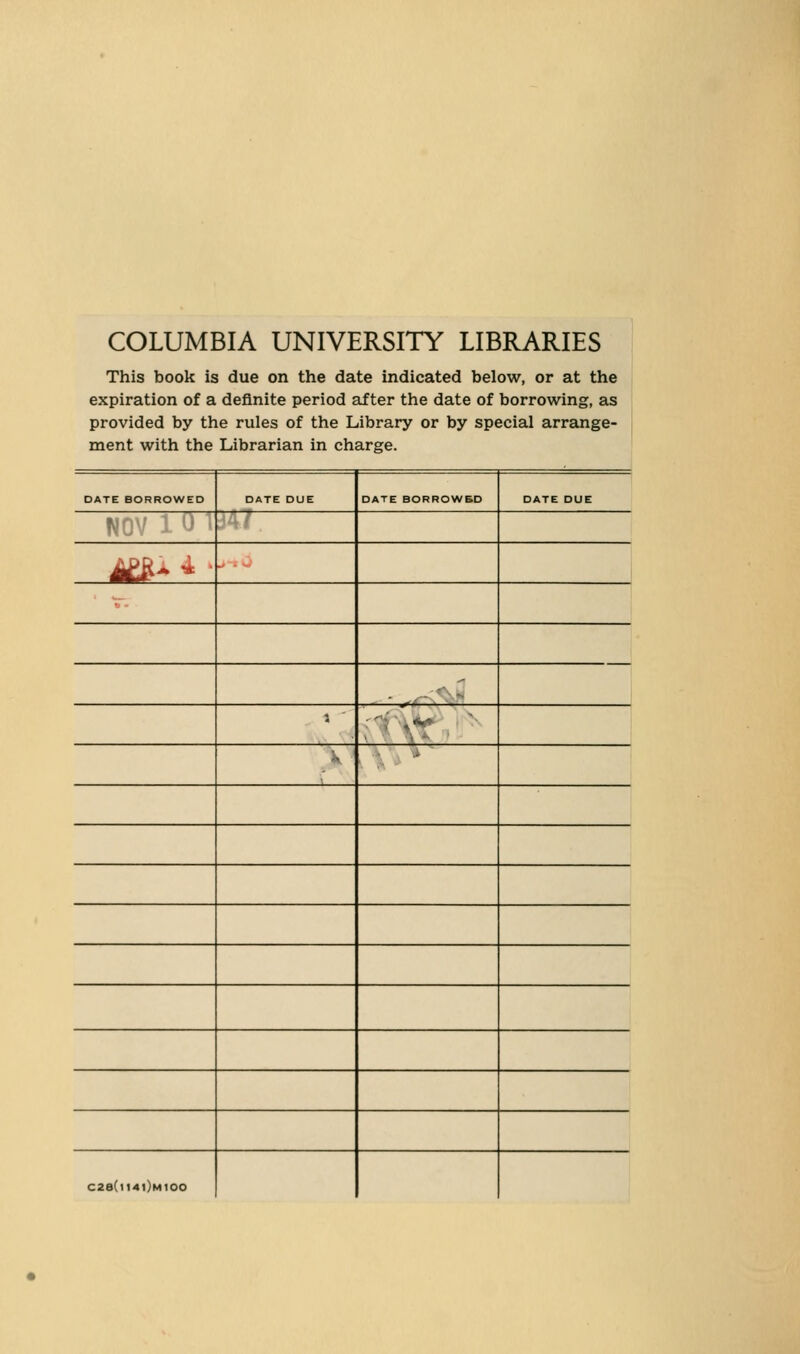 COLUMBIA UNIVERSITY LIBRARIES
This book is due on the date indicated below, or at the
expiration of a definite period after the date of borrowing, as
provided by the rules of the Library or by special arrange-
ment with the Librarian in charge.
DATE BORROWED DATE DUE DATE BORROWED DATE DUE
NOV 10 1947
C28(1141)M100